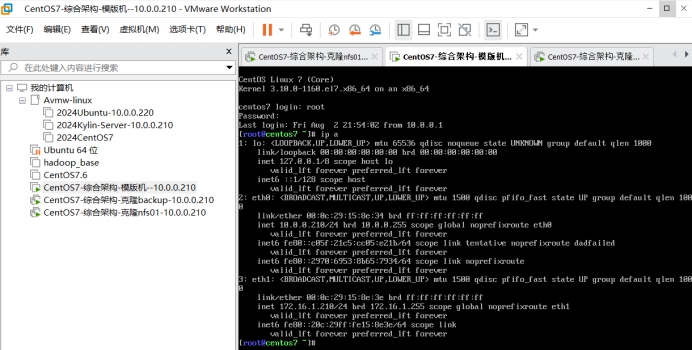 CentOS7-综合架构-模版机--10.0.0.210 - VMware Workstation
文件(F) 编辑(E) 查看(V) 虚拟机(M) 选项卡(T) 帮助(H)
库
在此处键入内容进行搜索
我的计算机
Avmw-linux
2024Ubuntu-10.0.0.220
2024Kylin-Server-10.0.0.210
2024CentOS7
Ubuntu 64 位
hadoop_base
CentOS7.6
CentOS7-综合架构-模版机--10.0.0.210
CentOS7-综合架构-克隆backup-10.0.0.210
CentOS7-综合架构-克隆nfs01-10.0.0.210
CentOS7-综合架构-克隆nfs01... CentOS7-综合架构-模版机... CentOS7-综合架构-克隆...
CentOS Linux 7 (Core)
Kernel 3.10.0-1160.el7.x86_64 on an x86_64
centos7 login: root
Password:
Last login: Fri Aug  2 21:54:02 from 10.0.0.1
[root@centos7 ~]# ip a
1: lo: <LOOPBACK,UP,LOWER_UP> mtu 65536 qdisc noqueue state UNKNOWN group default qlen 1000
link/loopback 00:00:00:00:00:00 brd 00:00:00:00:00:00
inet 127.0.0.1/8 scope host lo
valid_lft forever preferred_lft forever
inet6 ::1/128 scope host
valid_lft forever preferred_lft forever
2: eth0: <BROADCAST,MULTICAST,UP,LOWER_UP> mtu 1500 qdisc pfifo_fast state UP group default qlen 100
0
link/ether 00:0c:29:15:8e:34 brd ff:ff:ff:ff:ff:ff
inet 10.0.0.210/24 brd 10.0.0.255 scope global noprefixroute eth0
valid_lft forever preferred_lft forever
inet6 fe80::c05f:21c5:cc05:e21b/64 scope link tentative noprefixroute dadfailed
valid_lft forever preferred_lft forever
inet6 fe80::2970:6953:8b65:7934/64 scope link noprefixroute
valid_lft forever preferred_lft forever
3: eth1: <BROADCAST,MULTICAST,UP,LOWER_UP> mtu 1500 qdisc pfifo_fast state UP group default qlen 100
0
link/ether 00:0c:29:15:8e:3e brd ff:ff:ff:ff:ff:ff
inet 172.16.1.210/24 brd 172.16.1.255 scope global noprefixroute eth1
valid_lft forever preferred_lft forever
inet6 fe80::20c:29ff:fe15:8e3e/64 scope link
valid_lft forever preferred_lft forever
[root@centos7 ~]#